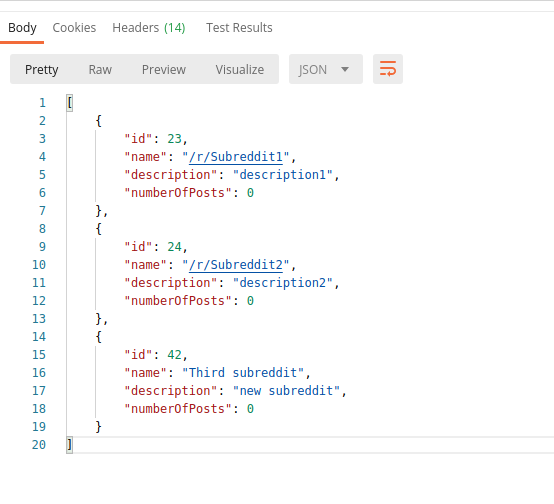 Body Cookies Headers (14) Test Results
Pretty Raw Preview Visualize JSON
1 [
2 {
3 "id": 23,
4 "name": "/r/Subreddit1",
5 "description": "description1",
6 "numberOfPosts": 0
7 },
8 {
9 "id": 24,
10 "name": "/r/Subreddit2",
11 "description": "description2",
12 "numberOfPosts": 0
13 },
14 {
15 "id": 42,
16 "name": "Third subreddit",
17 "description": "new subreddit",
18 "numberOfPosts": 0
19 }
20 ]